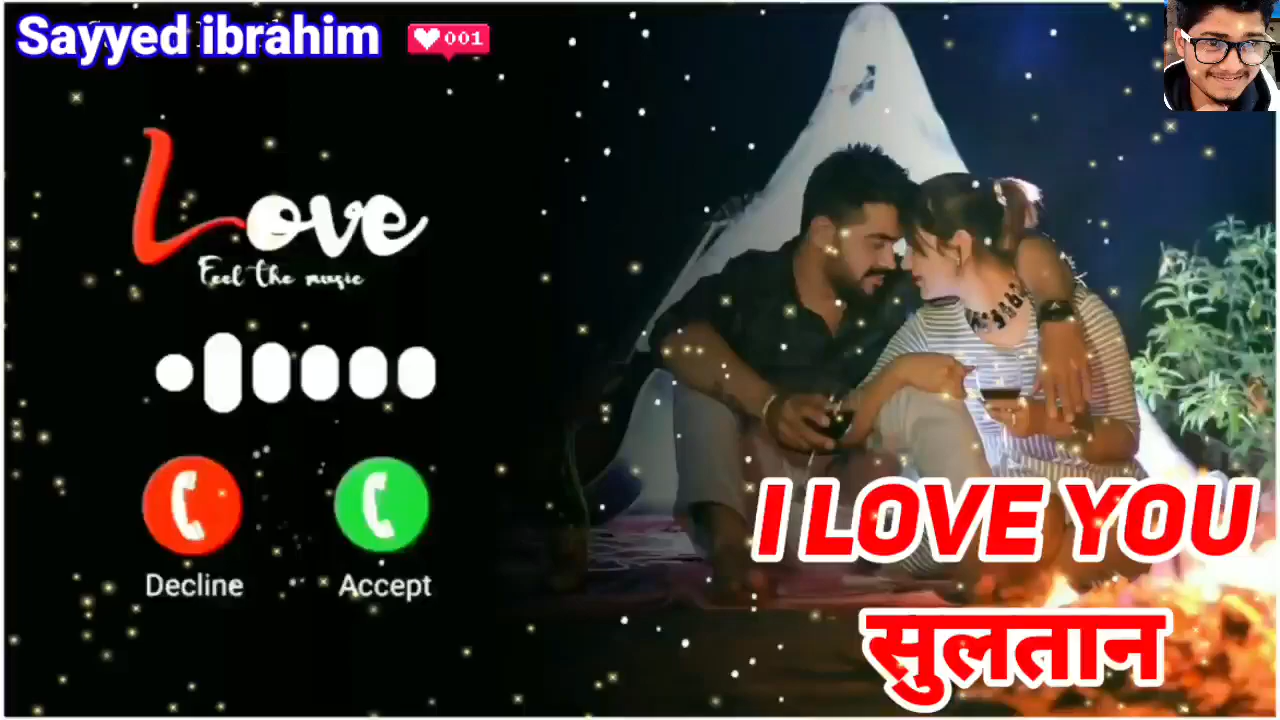 Sayyed ibrahim
001
Love
Feel the music
Decline
Accept
I LOVE YOU
सुलतान